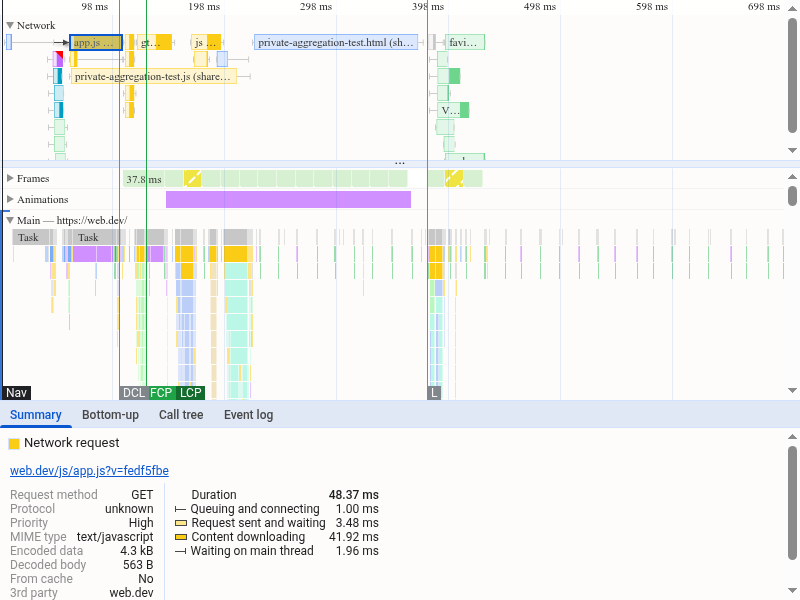 98 ms 198 ms 298 ms 398 ms 498 ms 598 ms 698 ms
Network
app.js ... gt... js ... private-aggregation-test.html (sh... favi...
private-aggregation-test.js (share...
V...
...
Frames 37.8 ms
Animations
Main — https://web.dev/
Task Task
Nav DCL FCP LCP L
Summary Bottom-up Call tree Event log
Network request
web.dev/js/app.js?v=fedf5fbe
Request method GET Duration 48.37 ms
Protocol unknown Queuing and connecting 1.00 ms
Priority High Request sent and waiting 3.48 ms
MIME type text/javascript Content downloading 41.92 ms
Encoded data 4.3 kB Waiting on main thread 1.96 ms
Decoded body 563 B
From cache No
3rd party web.dev